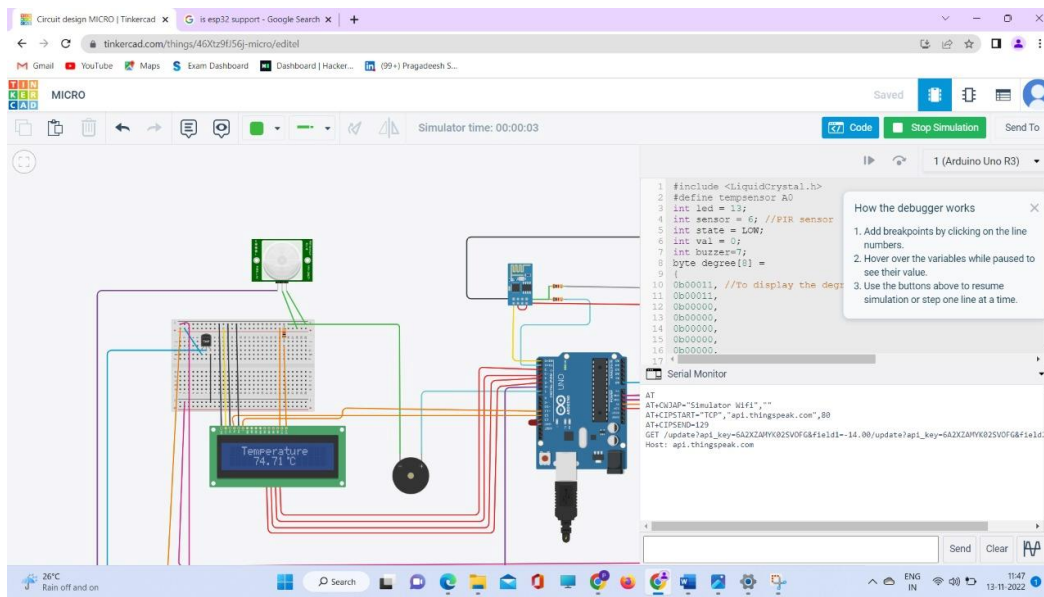 Circuit design MICRO | Tinkercad
is esp32 support - Google Search
tinkercad.com/things/46Xtz9fJ56j-micro/editel
Gmail YouTube Maps Exam Dashboard Dashboard | Hacker... (99+) Pragadeesh S...
TINKERCAD MICRO Saved
Simulator time: 00:00:03 Code Stop Simulation Send To
1 (Arduino Uno R3)
1 #include <LiquidCrystal.h>
2 #define tempsensor A0
3 int led = 13;
4 int sensor = 6; //PIR sensor
5 int state = LOW;
6 int val = 0;
7 int buzzer=7;
8 byte degree[8] =
9 {
10 0b00011, //To display the degr
11 0b00011,
12 0b00000,
13 0b00000,
14 0b00000,
15 0b00000,
16 0b00000,
17
How the debugger works
1. Add breakpoints by clicking on the line
numbers.
2. Hover over the variables while paused to
see their value.
3. Use the buttons above to resume
simulation or step one line at a time.
Serial Monitor
AT
AT+CWJAP="Simulator Wifi",""
AT+CIPSTART="TCP","api.thingspeak.com",80
AT+CIPSEND=129
GET /update?api_key=6A2XZAMYK02SVOFG&field1=-14.00/update?api_key=6A2XZAMYK02SVOFG&field
Host: api.thingspeak.com
Temperature
74.71 °C
UNO
Send Clear
26°C
Rain off and on
Search
ENG
IN
11:47
13-11-2022